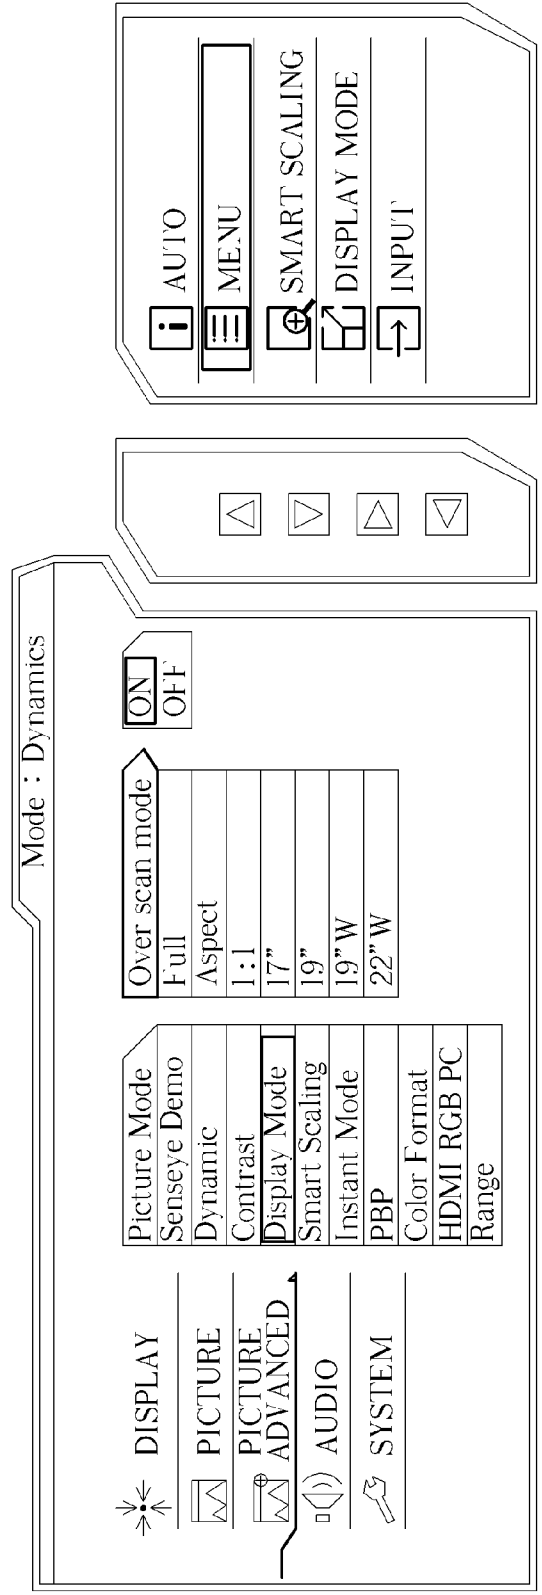 Mode : Dynamics
DISPLAY
PICTURE
PICTURE
ADVANCED
AUDIO
SYSTEM
Picture Mode
Senseye Demo
Dynamic
Contrast
Display Mode
Smart Scaling
Instant Mode
PBP
Color Format
HDMI RGB PC
Range
Over scan mode
Full
Aspect
1:1
17”
19”
19”W
22”W
ON
OFF
AUTO
MENU
SMART SCALING
DISPLAY MODE
INPUT